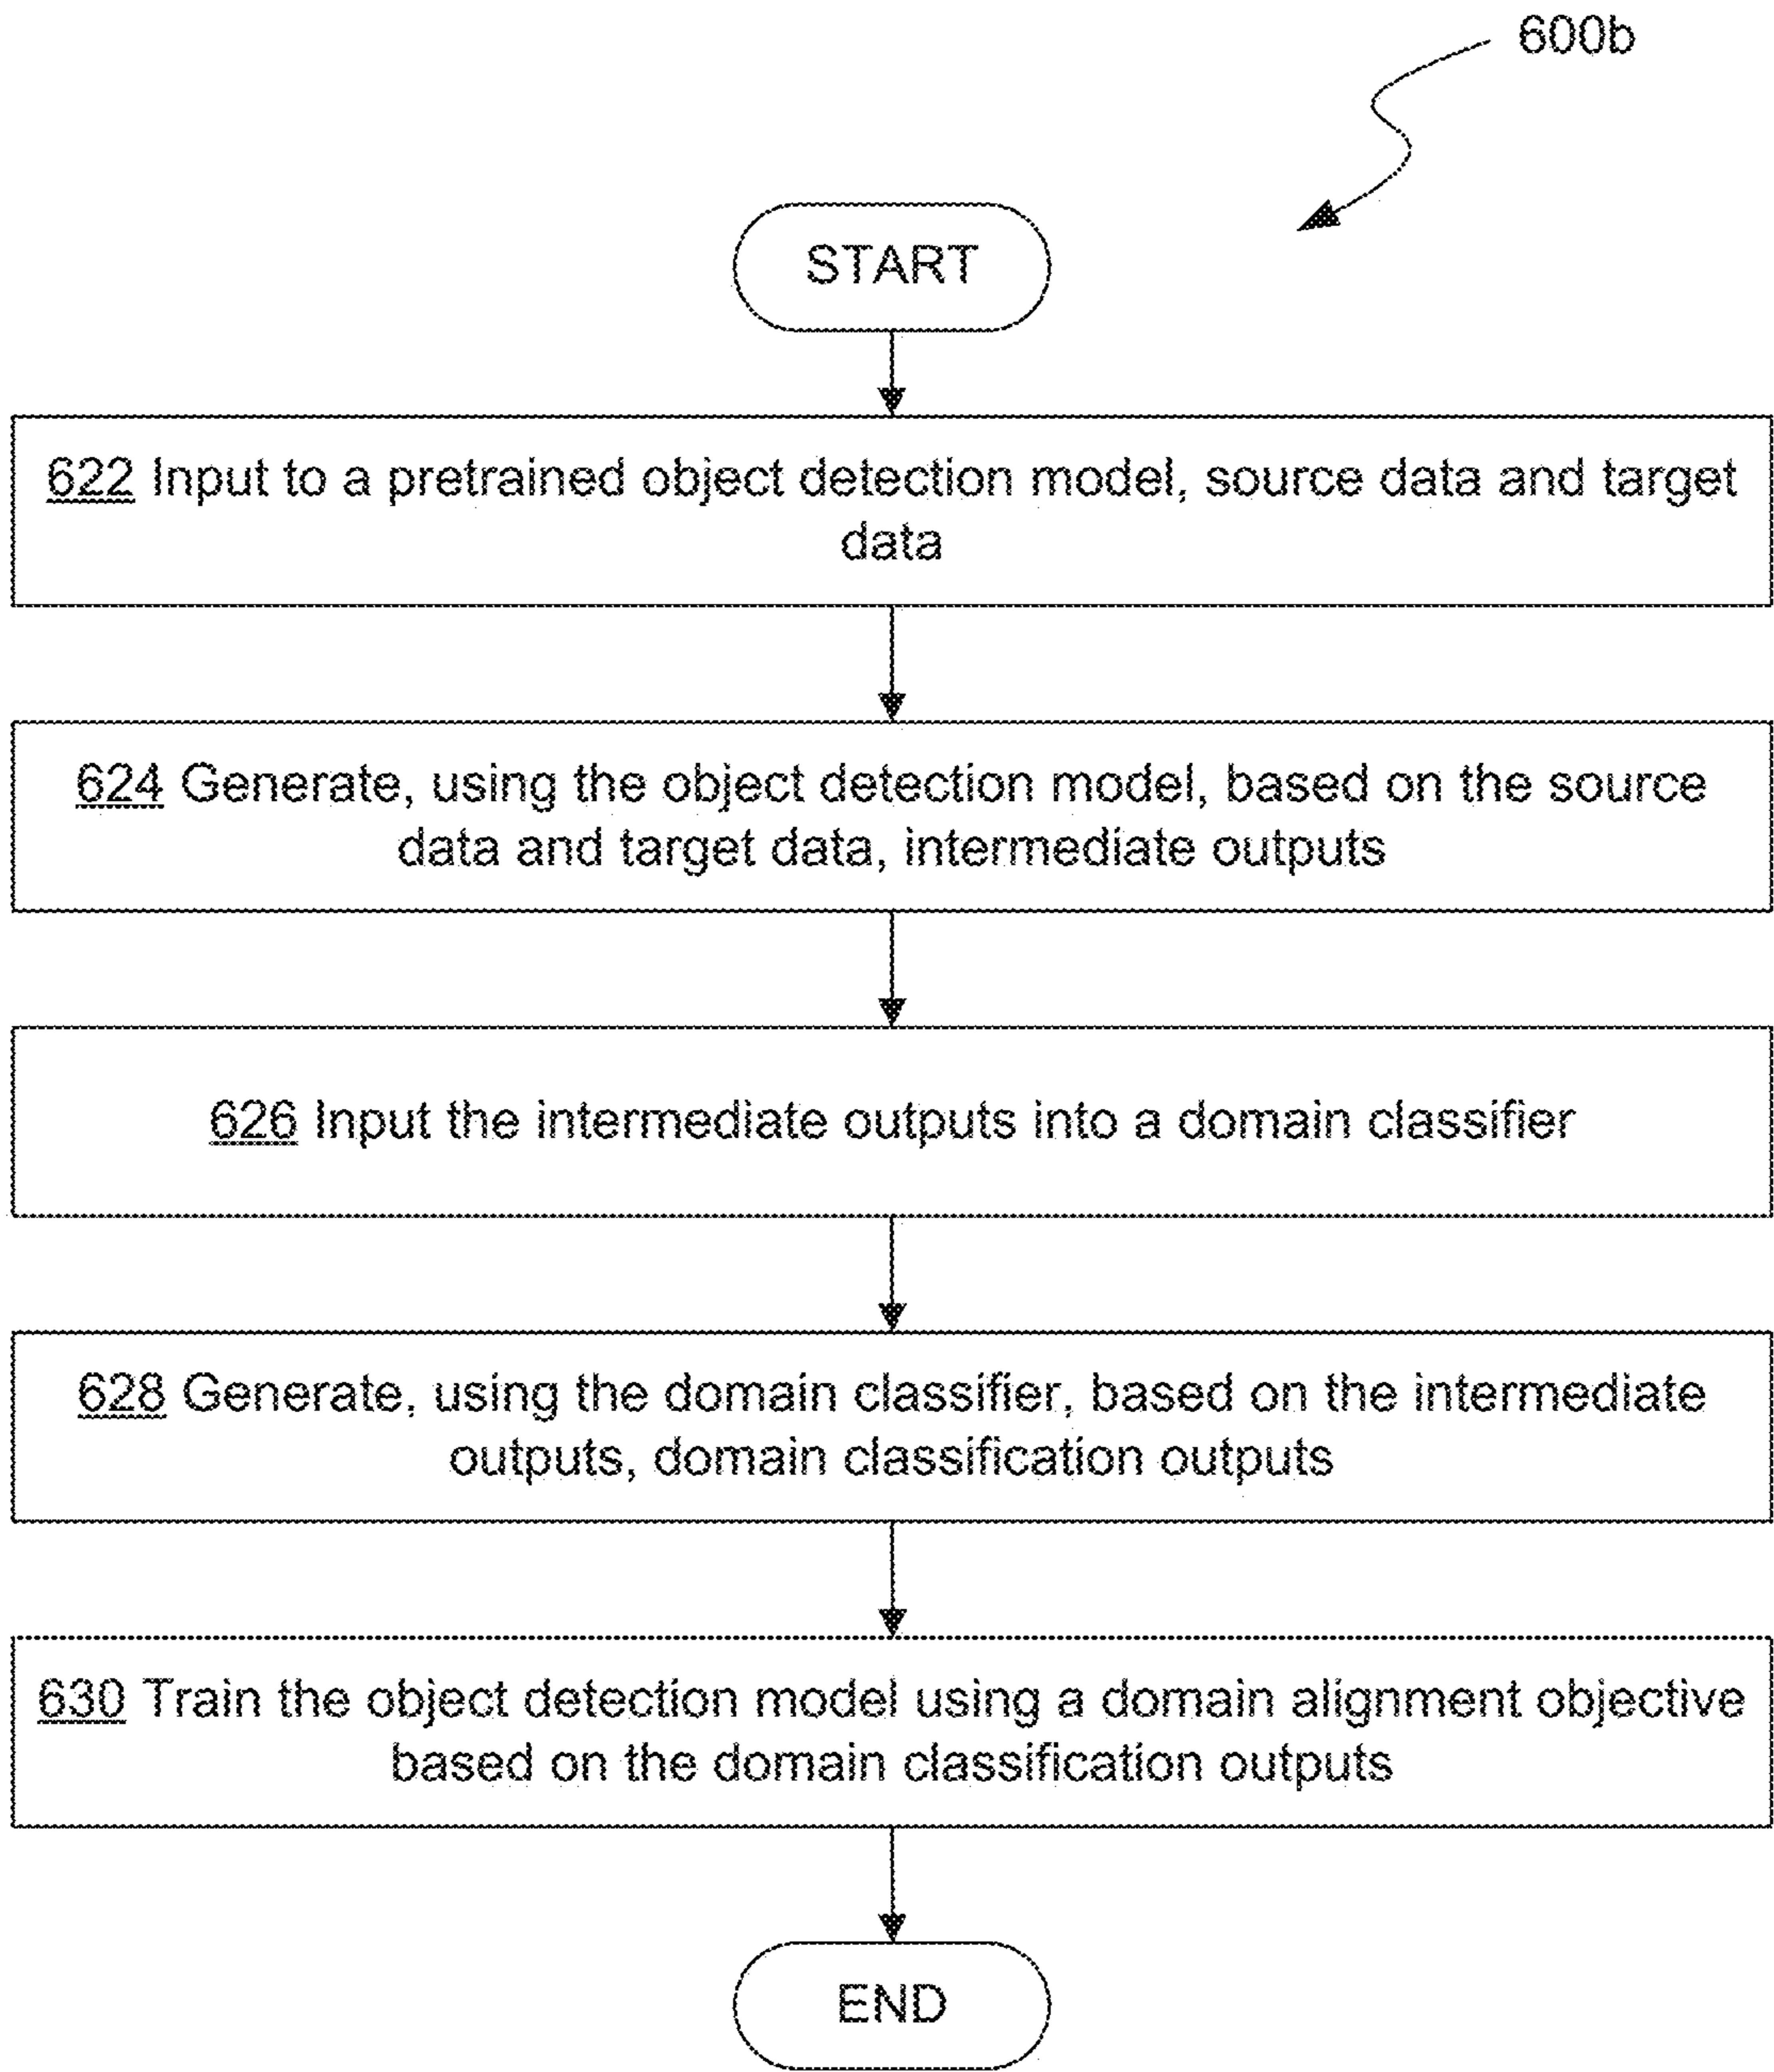 600b
START
622 Input to a pretrained object detection model, source data and target
data
624 Generate, using the object detection model, based on the source
data and target data, intermediate outputs
626 Input the intermediate outputs into a domain classifier
628 Generate, using the domain classifier, based on the intermediate
outputs, domain classification outputs
630 Train the object detection model using a domain alignment objective
based on the domain classification outputs
END